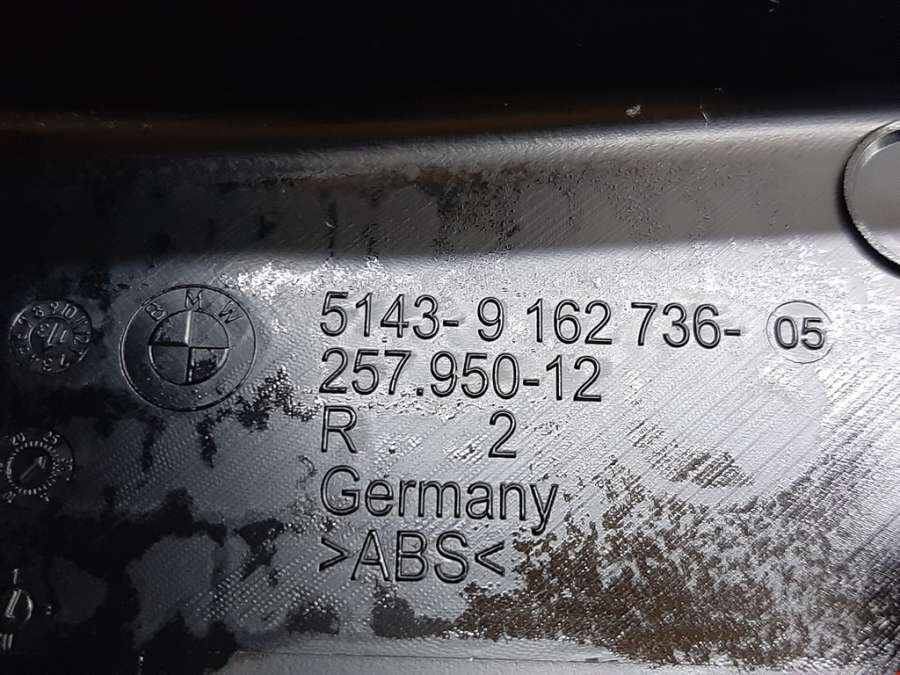 BMW
5143- 9 162 736- 05
257.950-12
R 2
Germany
>ABS<